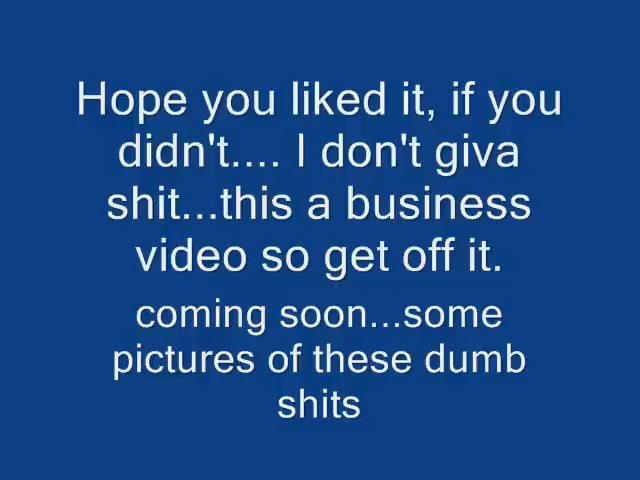 Hope you liked it, if you
didn't.... I don't giva
shit...this a business
video so get off it.
coming soon...some
pictures of these dumb
shits